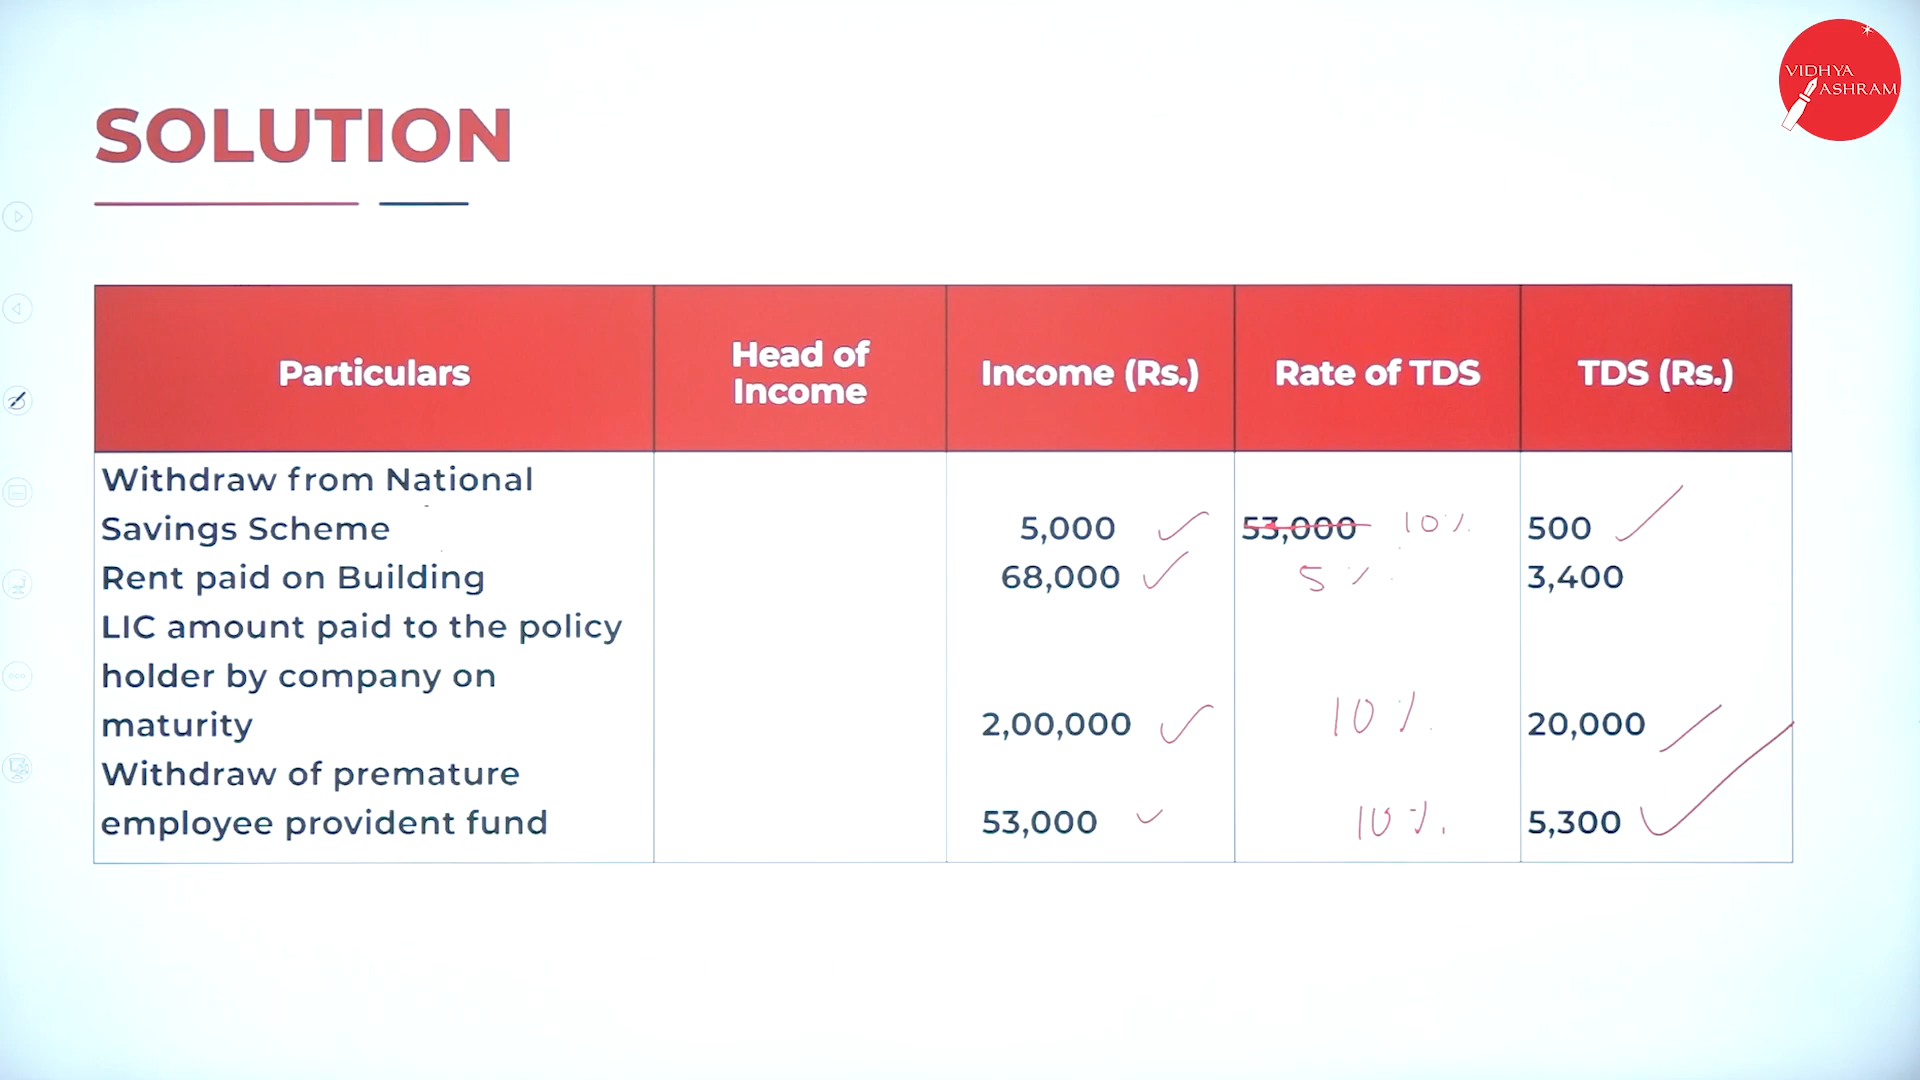 VIDHYA
ASHRAM
SOLUTION
Particulars Head of Income Income (Rs.) Rate of TDS TDS (Rs.)
Withdraw from National
Savings Scheme 5,000 53,000 10% 500
Rent paid on Building 68,000 5% 3,400
LIC amount paid to the policy
holder by company on
maturity 2,00,000 10% 20,000
Withdraw of premature
employee provident fund 53,000 10% 5,300